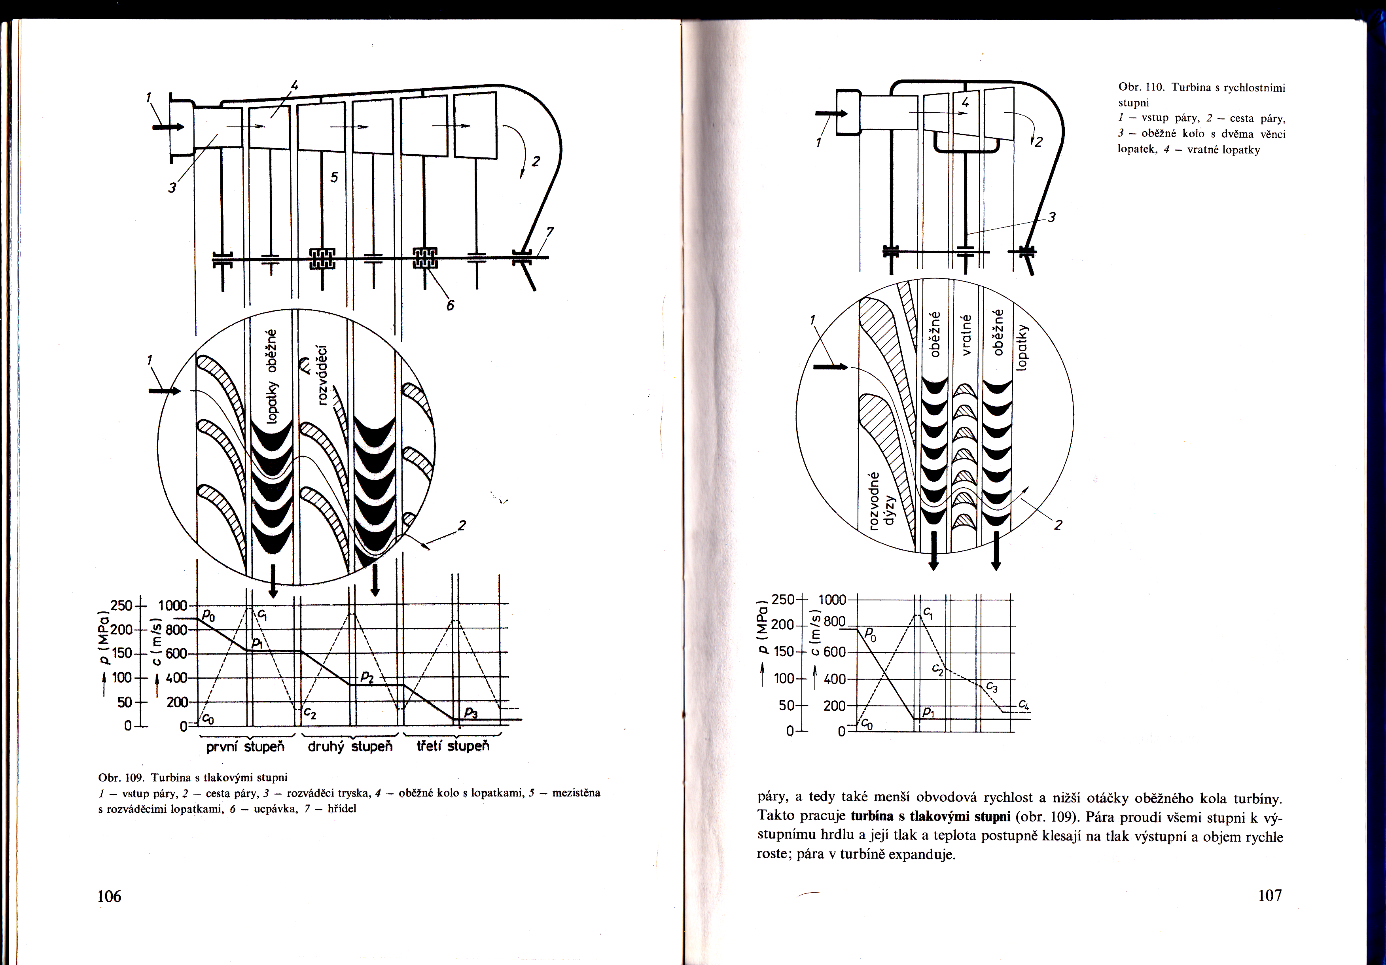 1
4
3
5
2
7
6
1
lopatky oběžné
rozváděcí
2
p (MPa)
250
200
150
100
50
0
c (m/s)
1000
800
600
400
200
0
p₀
c₁
p₁
p₂
p₃
c₀
c₂
první stupeň
druhý stupeň
třetí stupeň
Obr. 109. Turbína s tlakovými stupni
1 — vstup páry, 2 — cesta páry, 3 — rozváděcí tryska, 4 — oběžné kolo s lopatkami, 5 — mezistěna
s rozváděcími lopatkami, 6 — ucpávka, 7 — hřídel
106
1
4
2
3
Obr. 110. Turbína s rychlostními
stupni
1 — vstup páry, 2 — cesta páry,
3 — oběžné kolo s dvěma věnci
lopatek, 4 — vratné lopatky
1
oběžné
vratné
oběžné
lopatky
rozvodné
dýzy
2
p (MPa)
250
200
150
100
50
0
c (m/s)
1000
800
600
400
200
0
p₀
c₁
c₂
c₃
c₄
p₁
c₀
páry, a tedy také menší obvodová rychlost a nižší otáčky oběžného kola turbíny.
Takto pracuje turbína s tlakovými stupni (obr. 109). Pára proudí všemi stupni k vý-
stupnímu hrdlu a její tlak a teplota postupně klesají na tlak výstupní a objem rychle
roste; pára v turbíně expanduje.
107